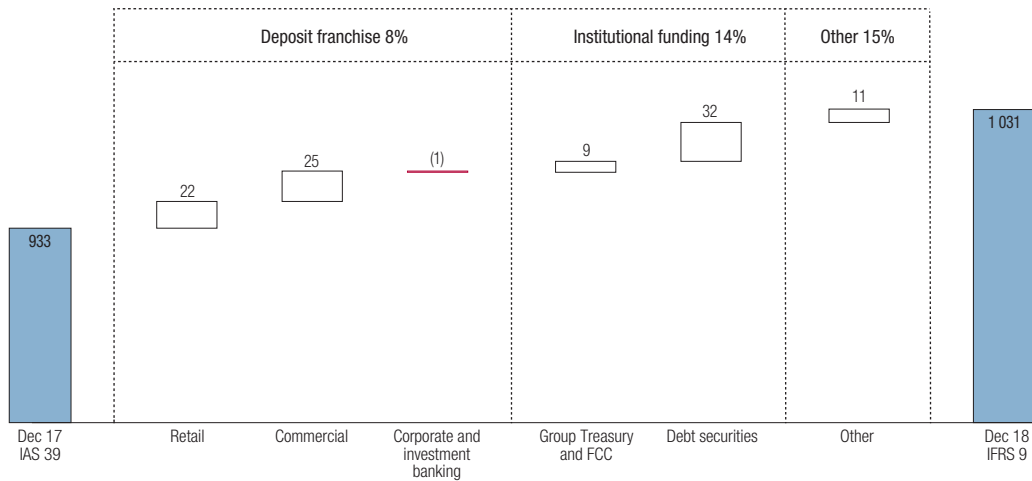 Deposit franchise 8%
Institutional funding 14%
Other 15%
933
22
25
(1)
9
32
11
1 031
Dec 17
IAS 39
Retail
Commercial
Corporate and
investment
banking
Group Treasury
and FCC
Debt securities
Other
Dec 18
IFRS 9